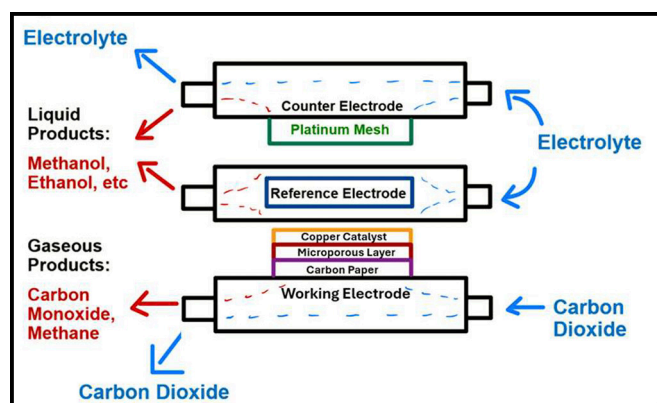 Electrolyte
Liquid
Products:
Methanol,
Ethanol, etc
Gaseous
Products:
Carbon
Monoxide,
Methane
Carbon Dioxide
Counter Electrode
Platinum Mesh
Reference Electrode
Copper Catalyst
Microporous Layer
Carbon Paper
Working Electrode
Electrolyte
Carbon
Dioxide